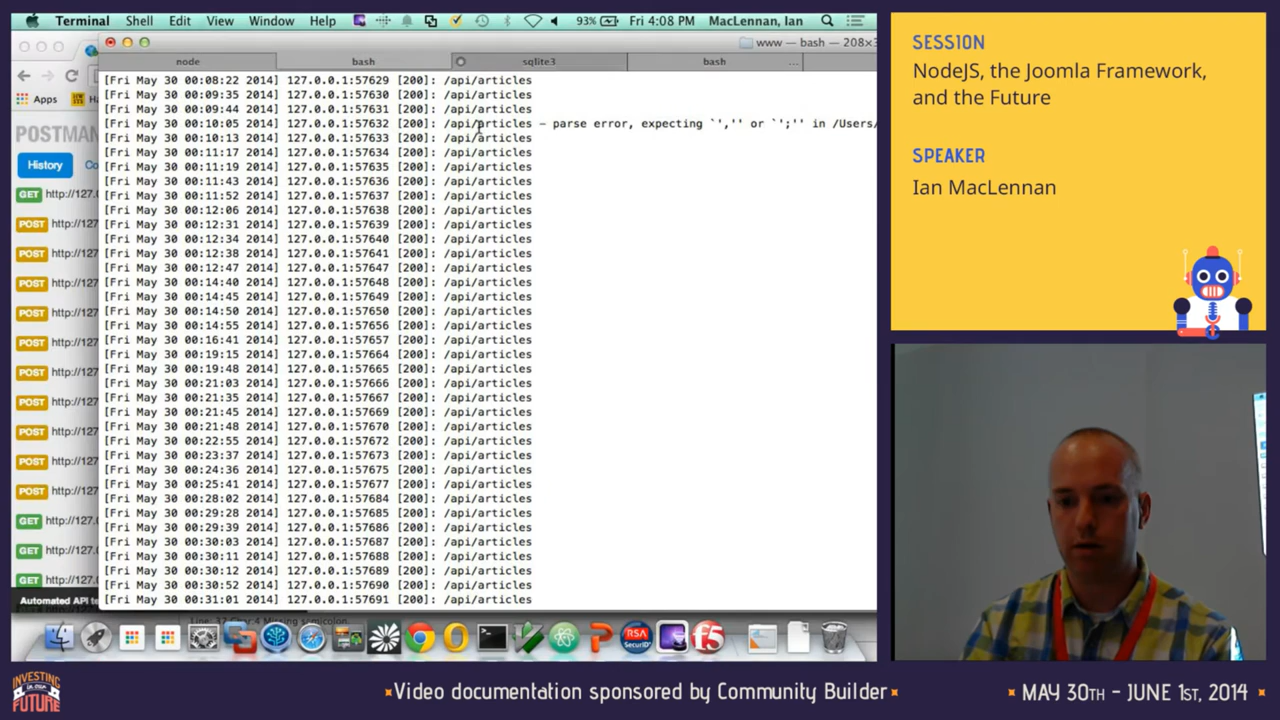 Terminal Shell Edit View Window Help 93% Fri 4:08 PM MacLennan, Ian
www — bash — 208×3
node bash sqlite3 bash ...
Apps
POSTMAN
History Co
GET http://127.
POST http://127
POST http://127
POST http://127
POST http://127
POST http://127
POST http://127
POST http://127
POST http://127
POST http://127
POST http://127
GET http://127.
GET http://127.
GET http://127.
Automated API te
[Fri May 30 00:08:22 2014] 127.0.0.1:57629 [200]: /api/articles
[Fri May 30 00:09:35 2014] 127.0.0.1:57630 [200]: /api/articles
[Fri May 30 00:09:44 2014] 127.0.0.1:57631 [200]: /api/articles
[Fri May 30 00:10:05 2014] 127.0.0.1:57632 [200]: /api/articles – parse error, expecting `','' or `';'' in /Users/
[Fri May 30 00:10:13 2014] 127.0.0.1:57633 [200]: /api/articles
[Fri May 30 00:11:17 2014] 127.0.0.1:57634 [200]: /api/articles
[Fri May 30 00:11:19 2014] 127.0.0.1:57635 [200]: /api/articles
[Fri May 30 00:11:43 2014] 127.0.0.1:57636 [200]: /api/articles
[Fri May 30 00:11:52 2014] 127.0.0.1:57637 [200]: /api/articles
[Fri May 30 00:12:06 2014] 127.0.0.1:57638 [200]: /api/articles
[Fri May 30 00:12:31 2014] 127.0.0.1:57639 [200]: /api/articles
[Fri May 30 00:12:34 2014] 127.0.0.1:57640 [200]: /api/articles
[Fri May 30 00:12:38 2014] 127.0.0.1:57641 [200]: /api/articles
[Fri May 30 00:12:47 2014] 127.0.0.1:57647 [200]: /api/articles
[Fri May 30 00:14:40 2014] 127.0.0.1:57648 [200]: /api/articles
[Fri May 30 00:14:45 2014] 127.0.0.1:57649 [200]: /api/articles
[Fri May 30 00:14:50 2014] 127.0.0.1:57650 [200]: /api/articles
[Fri May 30 00:14:55 2014] 127.0.0.1:57656 [200]: /api/articles
[Fri May 30 00:16:41 2014] 127.0.0.1:57657 [200]: /api/articles
[Fri May 30 00:19:15 2014] 127.0.0.1:57664 [200]: /api/articles
[Fri May 30 00:19:48 2014] 127.0.0.1:57665 [200]: /api/articles
[Fri May 30 00:21:03 2014] 127.0.0.1:57666 [200]: /api/articles
[Fri May 30 00:21:35 2014] 127.0.0.1:57667 [200]: /api/articles
[Fri May 30 00:21:45 2014] 127.0.0.1:57669 [200]: /api/articles
[Fri May 30 00:21:48 2014] 127.0.0.1:57670 [200]: /api/articles
[Fri May 30 00:22:55 2014] 127.0.0.1:57672 [200]: /api/articles
[Fri May 30 00:23:37 2014] 127.0.0.1:57673 [200]: /api/articles
[Fri May 30 00:24:36 2014] 127.0.0.1:57675 [200]: /api/articles
[Fri May 30 00:25:41 2014] 127.0.0.1:57677 [200]: /api/articles
[Fri May 30 00:28:02 2014] 127.0.0.1:57684 [200]: /api/articles
[Fri May 30 00:29:28 2014] 127.0.0.1:57685 [200]: /api/articles
[Fri May 30 00:29:39 2014] 127.0.0.1:57686 [200]: /api/articles
[Fri May 30 00:30:03 2014] 127.0.0.1:57687 [200]: /api/articles
[Fri May 30 00:30:11 2014] 127.0.0.1:57688 [200]: /api/articles
[Fri May 30 00:30:12 2014] 127.0.0.1:57689 [200]: /api/articles
[Fri May 30 00:30:52 2014] 127.0.0.1:57690 [200]: /api/articles
[Fri May 30 00:31:01 2014] 127.0.0.1:57691 [200]: /api/articles
Line: 37 Char:4 Missing semicolon.
RSA
SecurID
f5
SESSION
NodeJS, the Joomla Framework,
and the Future
SPEAKER
Ian MacLennan
INVESTING
in our
FUTURE
Video documentation sponsored by Community Builder
MAY 30TH - JUNE 1ST, 2014